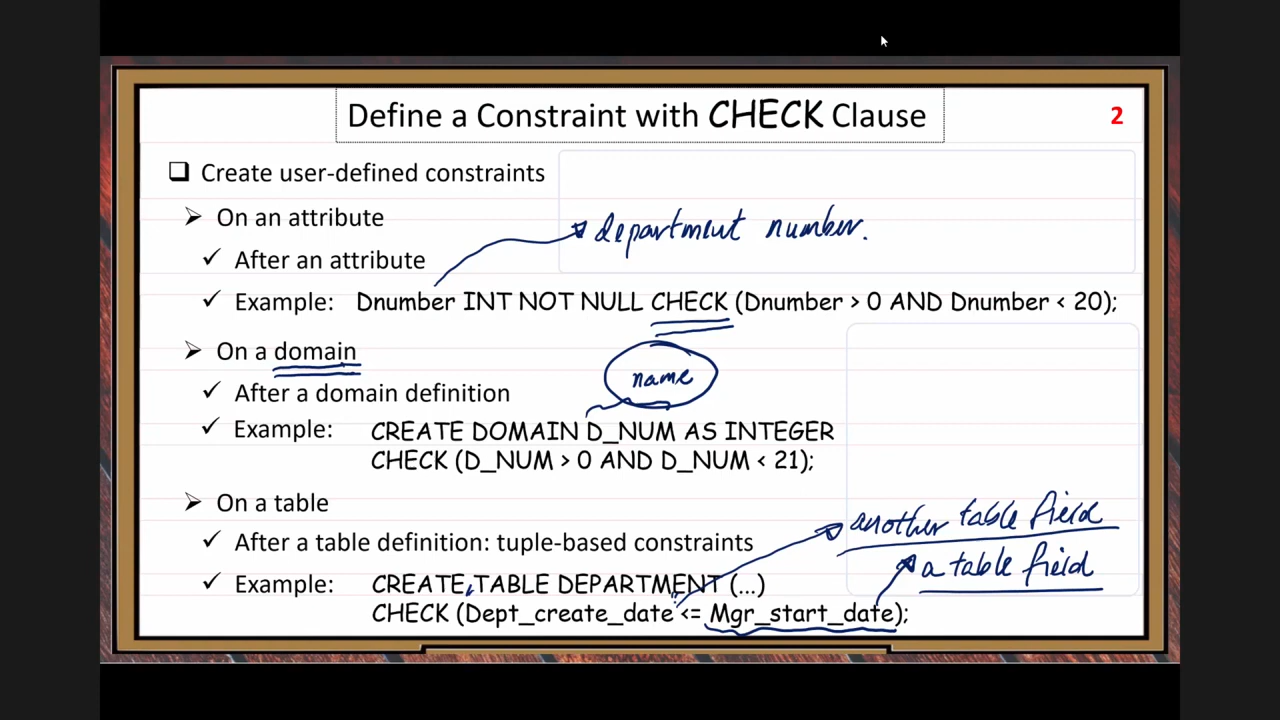 Define a Constraint with CHECK Clause
2
Create user-defined constraints
On an attribute
department number.
After an attribute
Example: Dnumber INT NOT NULL CHECK (Dnumber > 0 AND Dnumber < 20);
On a domain
name
After a domain definition
Example: CREATE DOMAIN D_NUM AS INTEGER
CHECK (D_NUM > 0 AND D_NUM < 21);
On a table
another table field
After a table definition: tuple-based constraints
a table field
Example: CREATE TABLE DEPARTMENT (...)
CHECK (Dept_create_date <= Mgr_start_date);